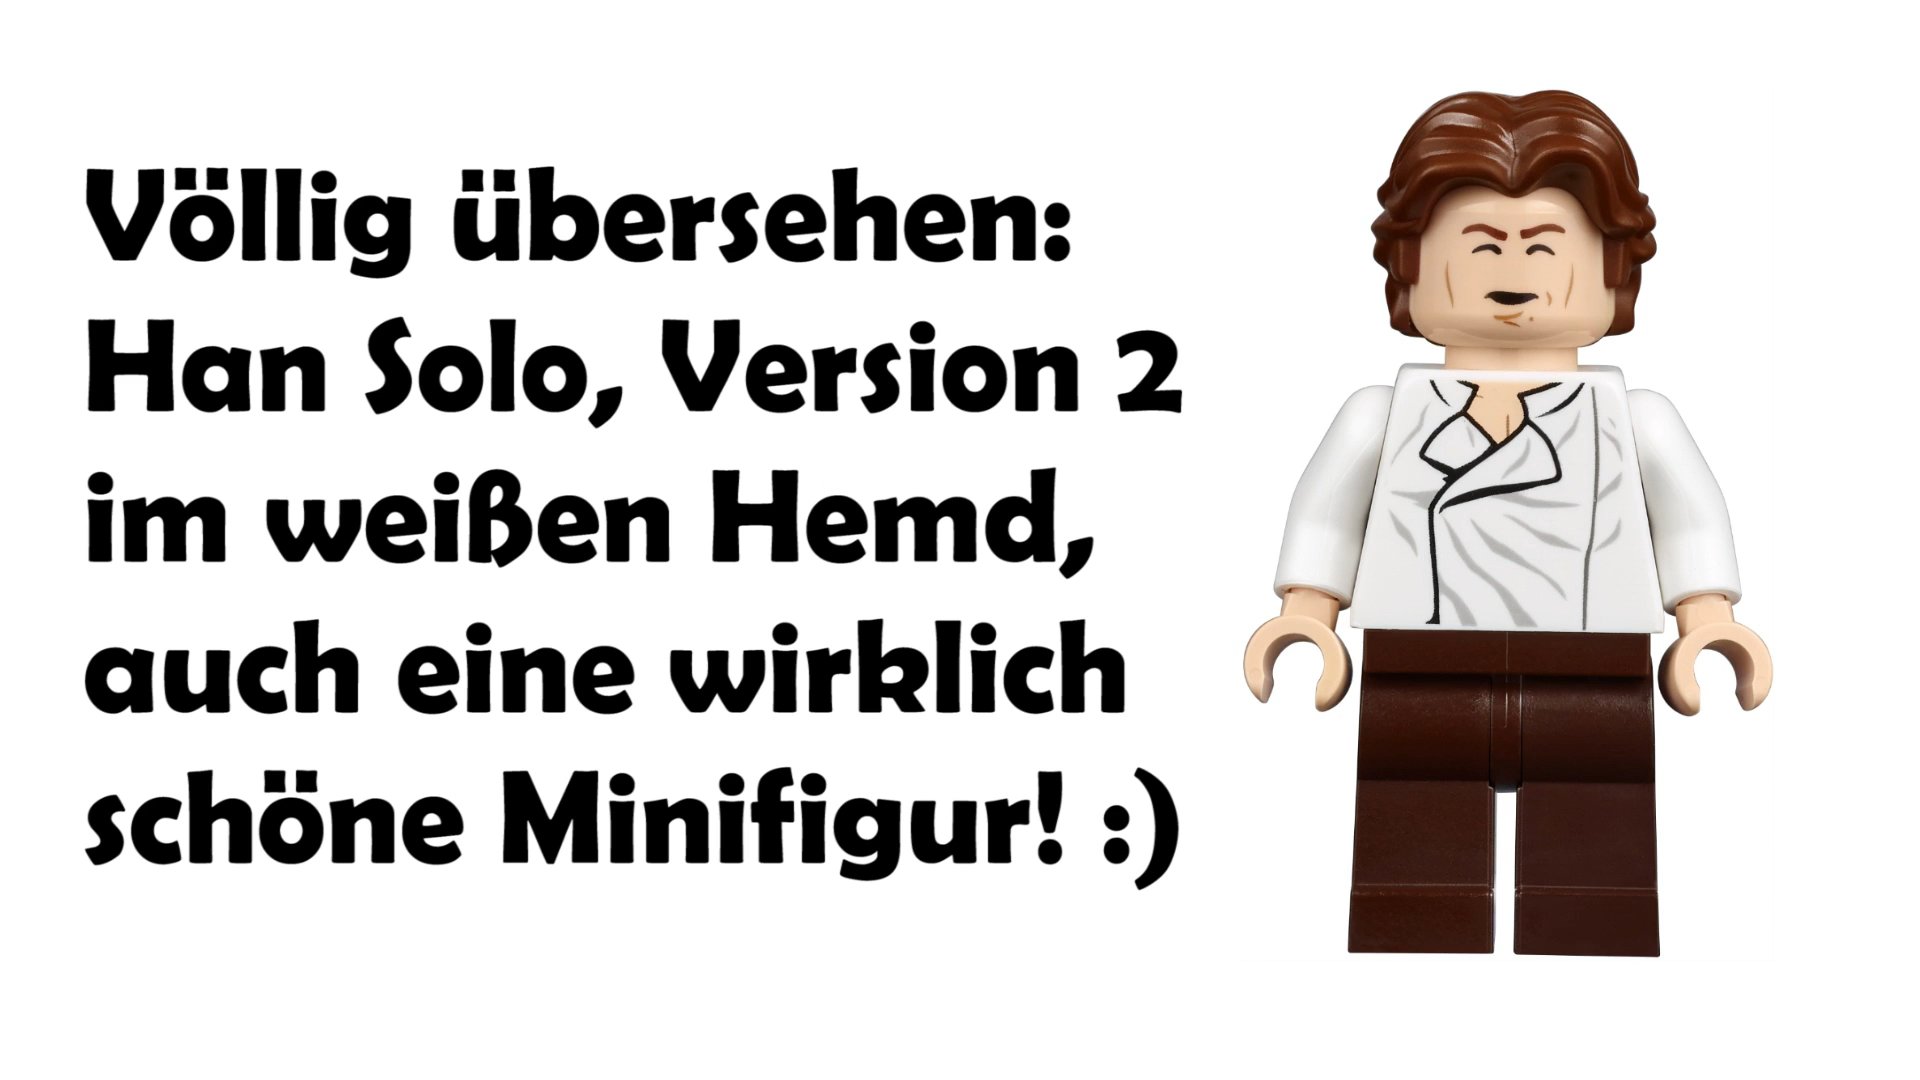 Völlig übersehen:
Han Solo, Version 2
im weißen Hemd,
auch eine wirklich
schöne Minifigur! :)